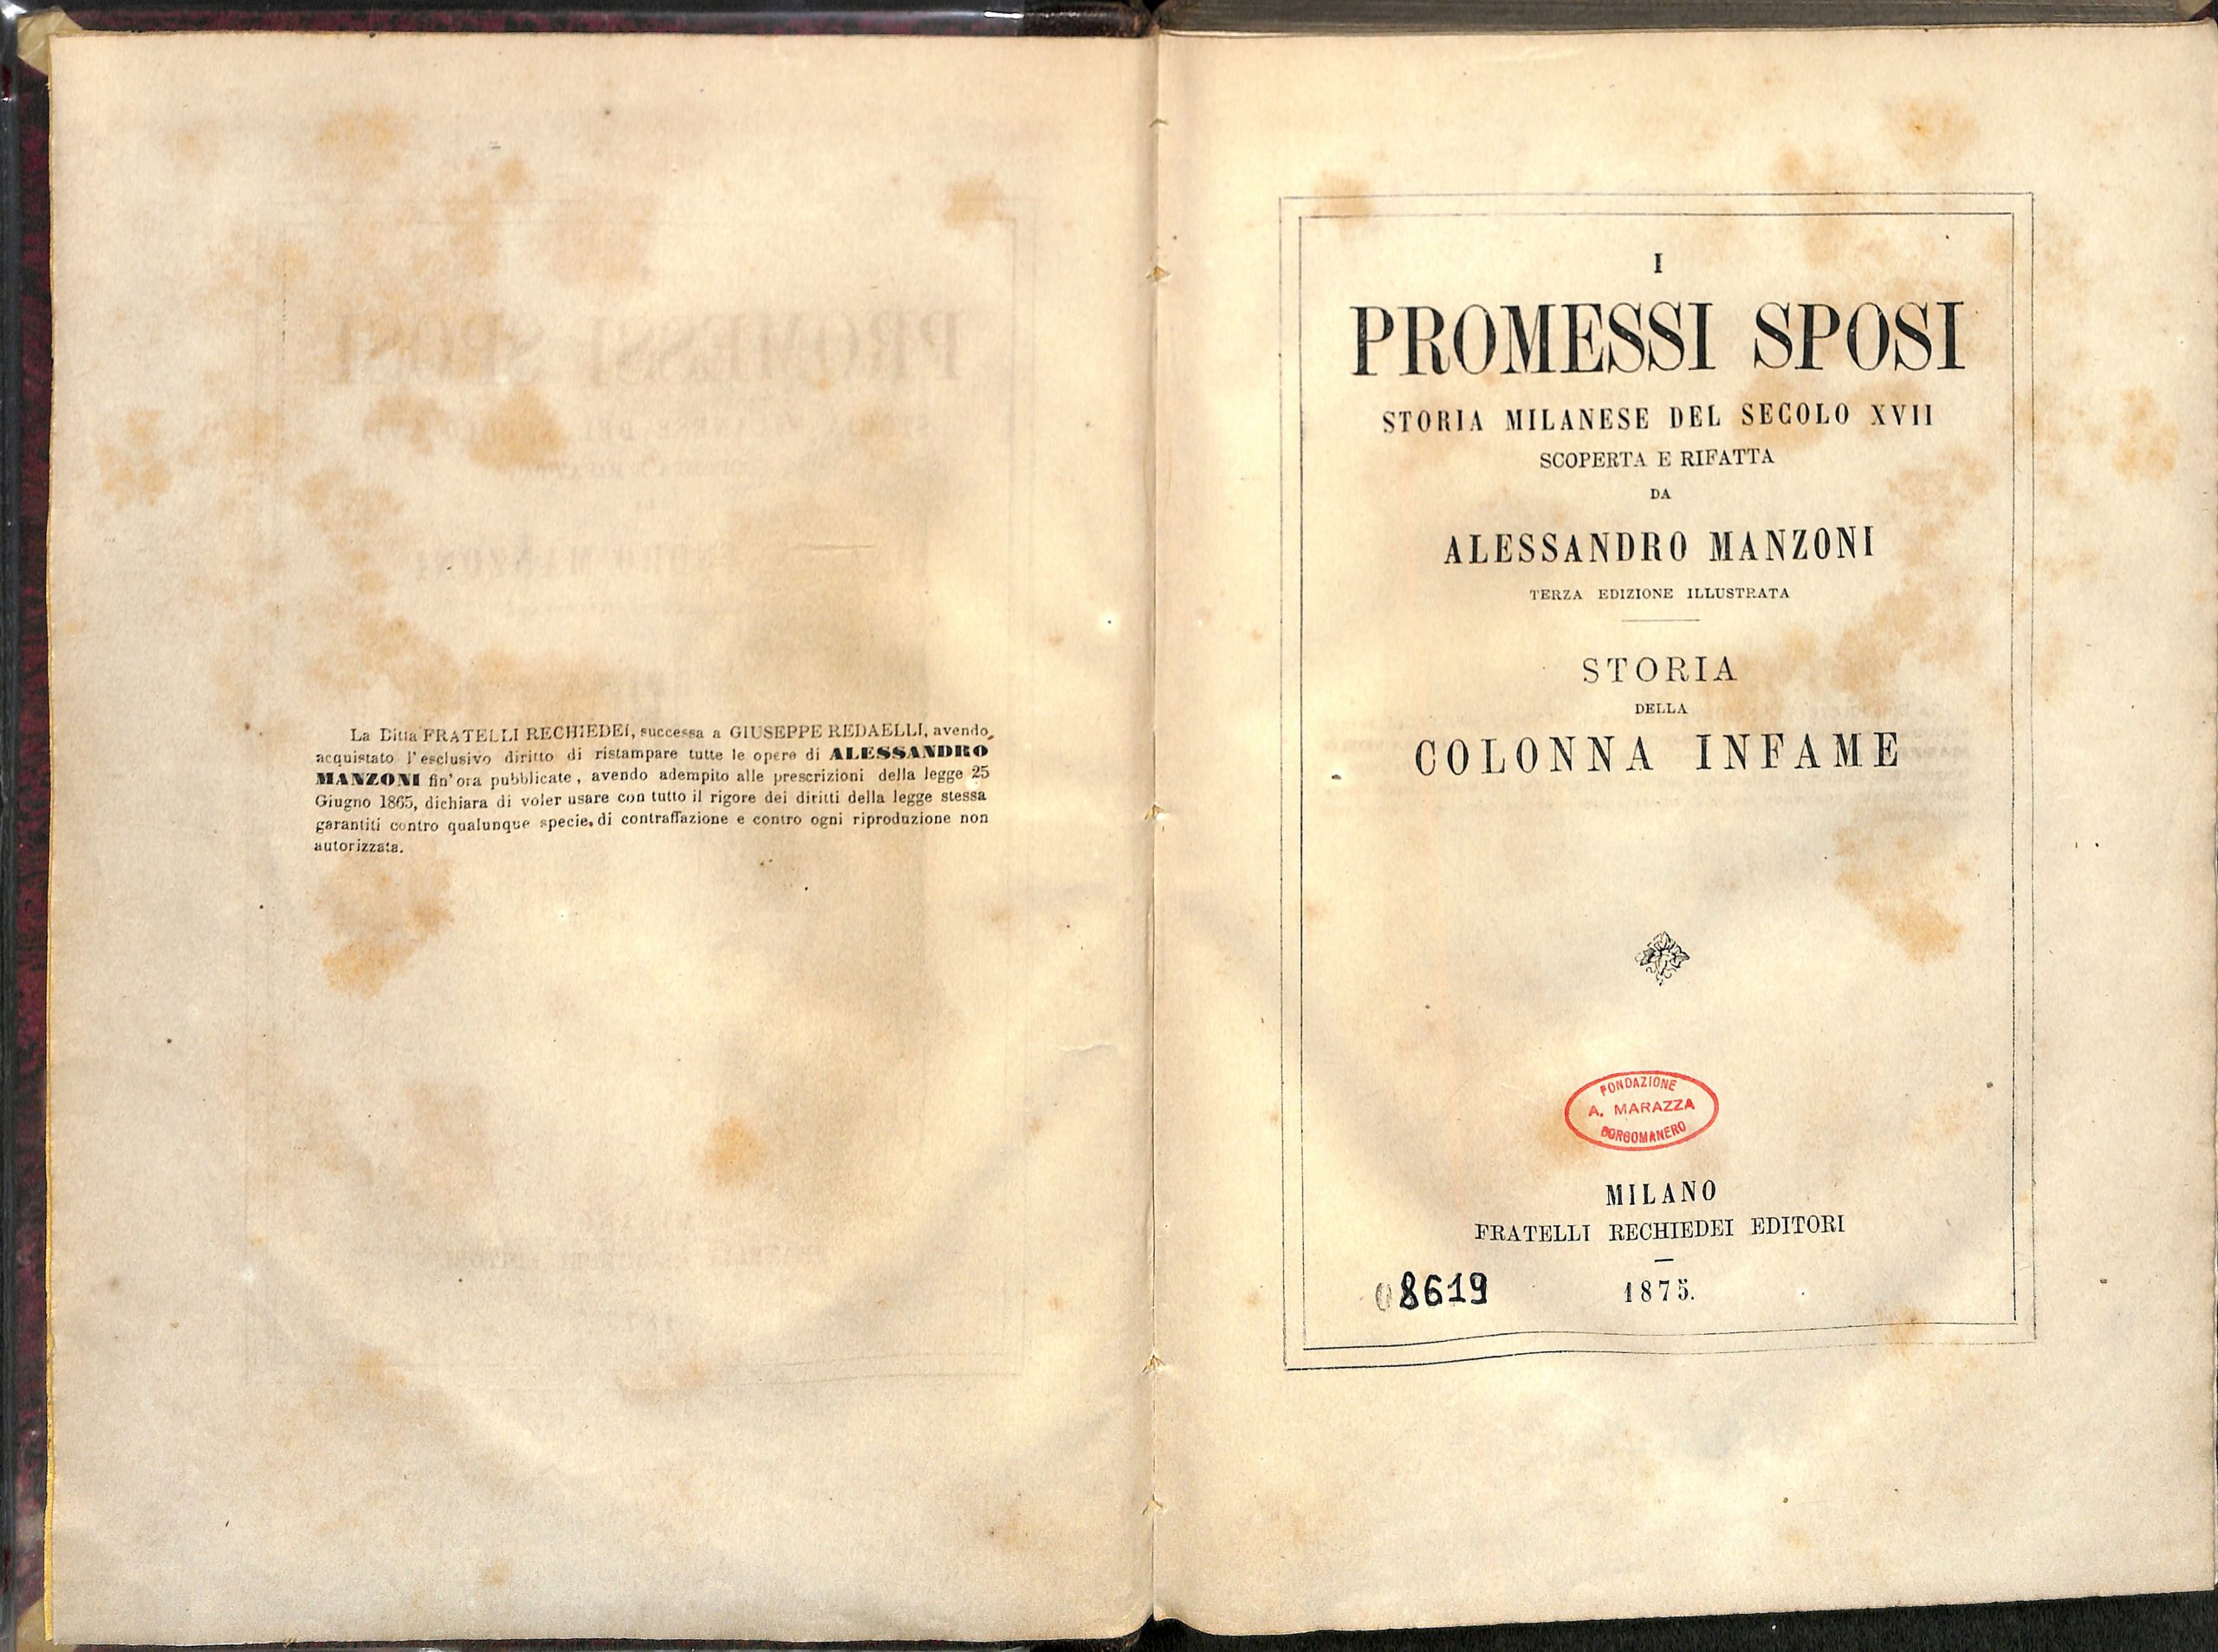 La Ditta FRATELLI RECHIEDEI, successa a GIUSEPPE REDAELLI, avendo
acquistato l'esclusivo diritto di ristampare tutte le opere di ALESSANDRO
MANZONI fin'ora pubblicate, avendo adempito alle prescrizioni della legge 25
Giugno 1865, dichiara di voler usare con tutto il rigore dei diritti della legge stessa
garantiti contro qualunque specie di contraffazione e contro ogni riproduzione non
autorizzata.
I
PROMESSI SPOSI
STORIA MILANESE DEL SECOLO XVII
SCOPERTA E RIFATTA
DA
ALESSANDRO MANZONI
TERZA EDIZIONE ILLUSTRATA
STORIA
DELLA
COLONNA INFAME
FONDAZIONE
A. MARAZZA
BORGOMANERO
MILANO
FRATELLI RECHIEDEI EDITORI
1875.
08619